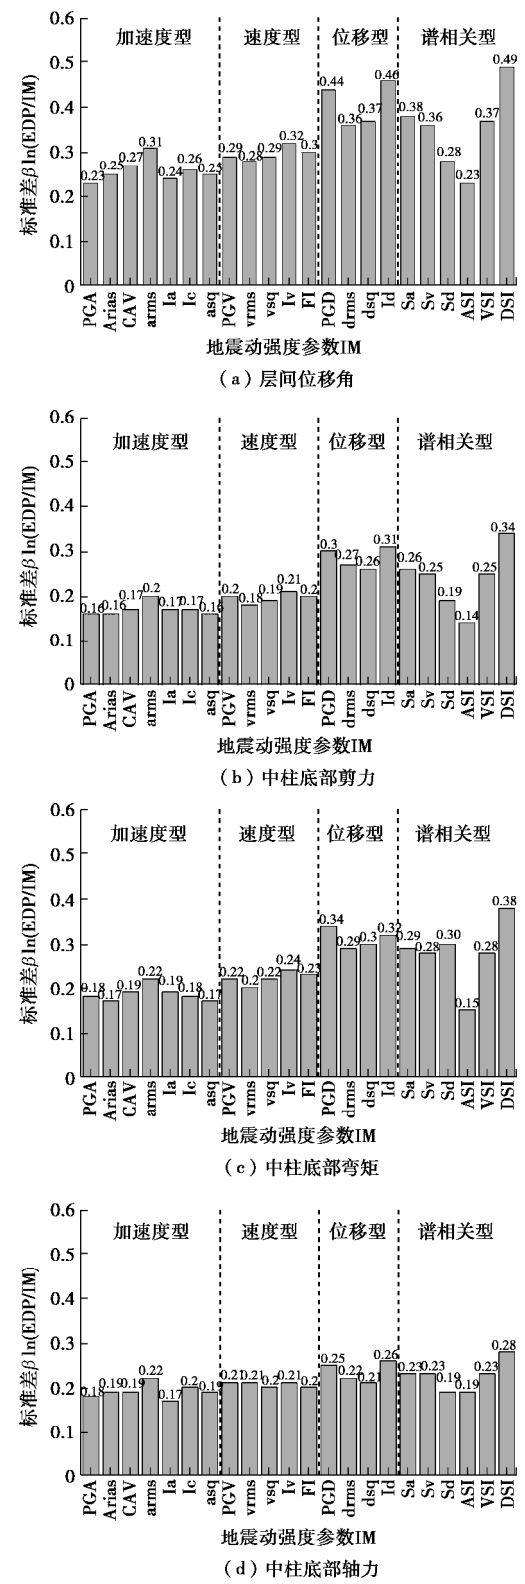 加速度型 速度型 位移型 谱相关型
标准差β ln(EDP/IM)
0.6
0.5
0.4
0.3
0.2
0.1
0
0.23 0.25 0.27 0.31 0.24 0.26 0.25 0.29 0.28 0.29 0.32 0.3 0.44 0.36 0.37 0.46 0.38 0.36 0.28 0.23 0.37 0.49
PGA Arias CAV arms Ia Ic asq PGV vrms vsq Iv FI PGD drms dsq Id Sa Sv Sd ASI VSI DSI
地震动强度参数IM
(a)层间位移角
加速度型 速度型 位移型 谱相关型
标准差β ln(EDP/IM)
0.6
0.5
0.4
0.3
0.2
0.1
0
0.16 0.16 0.17 0.2 0.17 0.17 0.16 0.2 0.18 0.19 0.21 0.2 0.3 0.27 0.26 0.31 0.26 0.25 0.19 0.14 0.25 0.34
PGA Arias CAV arms Ia Ic asq PGV vrms vsq Iv FI PGD drms dsq Id Sa Sv Sd ASI VSI DSI
地震动强度参数IM
(b)中柱底部剪力
加速度型 速度型 位移型 谱相关型
标准差β ln(EDP/IM)
0.6
0.5
0.4
0.3
0.2
0.1
0
0.18 0.17 0.19 0.22 0.19 0.18 0.17 0.22 0.2 0.22 0.24 0.23 0.34 0.29 0.3 0.32 0.29 0.28 0.30 0.15 0.28 0.38
PGA Arias CAV arms Ia Ic asq PGV vrms vsq Iv FI PGD drms dsq Id Sa Sv Sd ASI VSI DSI
地震动强度参数IM
(c)中柱底部弯矩
加速度型 速度型 位移型 谱相关型
标准差β ln(EDP/IM)
0.6
0.5
0.4
0.3
0.2
0.1
0
0.18 0.19 0.19 0.22 0.17 0.2 0.19 0.21 0.21 0.2 0.21 0.2 0.25 0.22 0.21 0.26 0.23 0.23 0.19 0.19 0.23 0.28
PGA Arias CAV arms Ia Ic asq PGV vrms vsq Iv FI PGD drms dsq Id Sa Sv Sd ASI VSI DSI
地震动强度参数IM
(d)中柱底部轴力